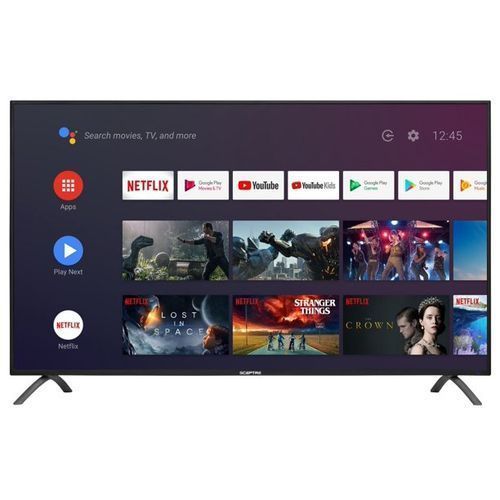 Search movies, TV, and more
12:45
Apps
NETFLIX
Google Play
Movies & TV
YouTube
YouTube Kids
Google Play
Games
Google Play
Store
Google
Music
Play Next
NETFLIX
Netflix
NETFLIX
LOST
IN
SPACE
NETFLIX
STRANGER
THINGS
NETFLIX
THE
CROWN
NETFLIX
SCEPTRE